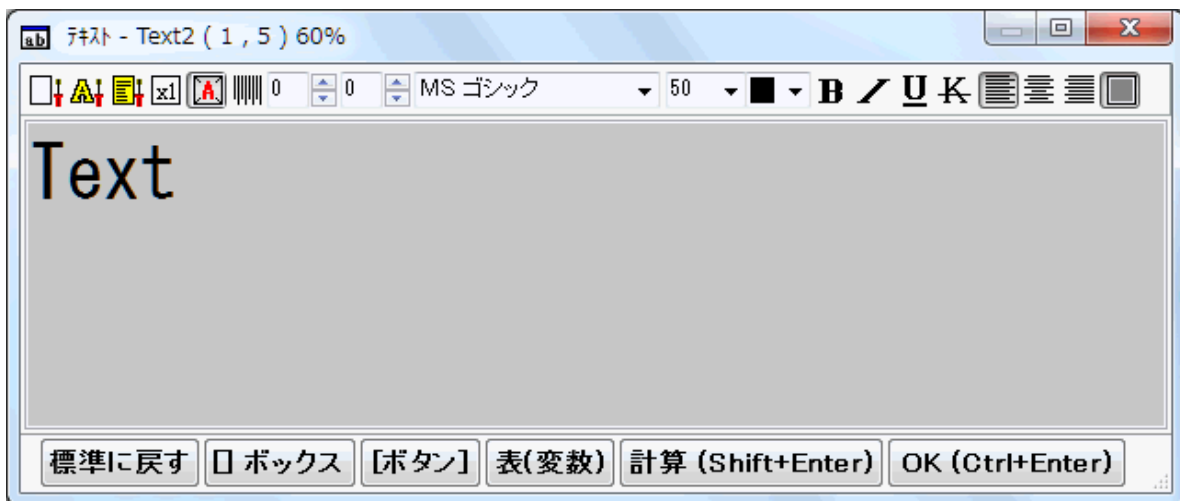 ab ﾃｷｽﾄ - Text2 ( 1 , 5 ) 60%
x1 A 0 0 MS ゴシック 50 B I U K
Text
標準に戻す ロ ボックス [ボタン] 表(変数) 計算 (Shift+Enter) OK (Ctrl+Enter)